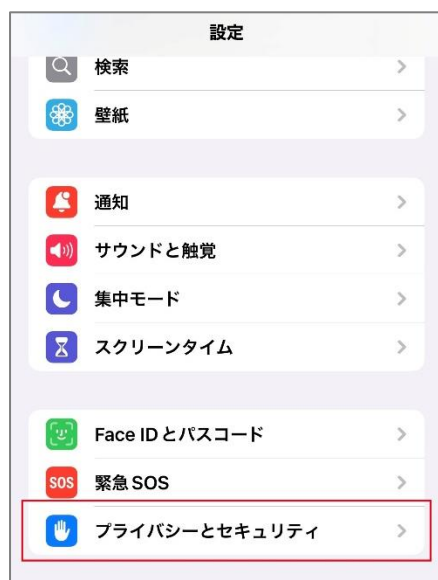 設定
検索
壁紙
通知
サウンドと触覚
集中モード
スクリーンタイム
Face IDとパスコード
SOS 緊急SOS
プライバシーとセキュリティ